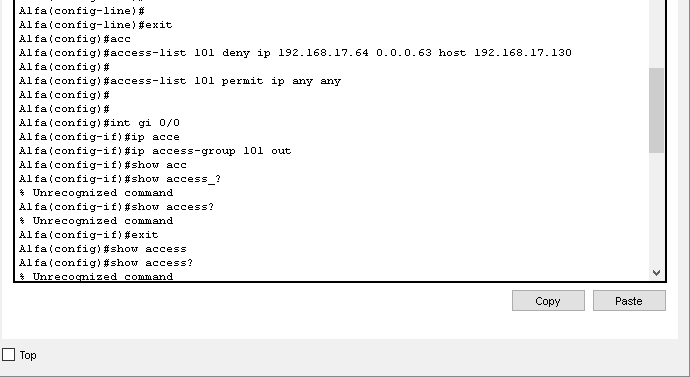 Alfa(config-line)#
Alfa(config-line)#exit
Alfa(config)#acc
Alfa(config)#access-list 101 deny ip 192.168.17.64 0.0.0.63 host 192.168.17.130
Alfa(config)#
Alfa(config)#access-list 101 permit ip any any
Alfa(config)#
Alfa(config)#
Alfa(config)#int gi 0/0
Alfa(config-if)#ip acce
Alfa(config-if)#ip access-group 101 out
Alfa(config-if)#show acc
Alfa(config-if)#show access_?
% Unrecognized command
Alfa(config-if)#show access?
% Unrecognized command
Alfa(config-if)#exit
Alfa(config)#show access
Alfa(config)#show access?
% Unrecognized command
Copy
Paste
Top